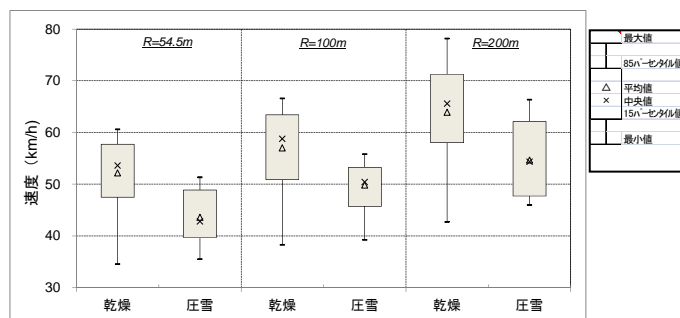 80
70
60
50
40
30
速度（km/h）
R=54.5m
R=100m
R=200m
乾燥
圧雪
乾燥
圧雪
乾燥
圧雪
最大値
85パーセンタイル値
△ 平均値
× 中央値
15パーセンタイル値
最小値